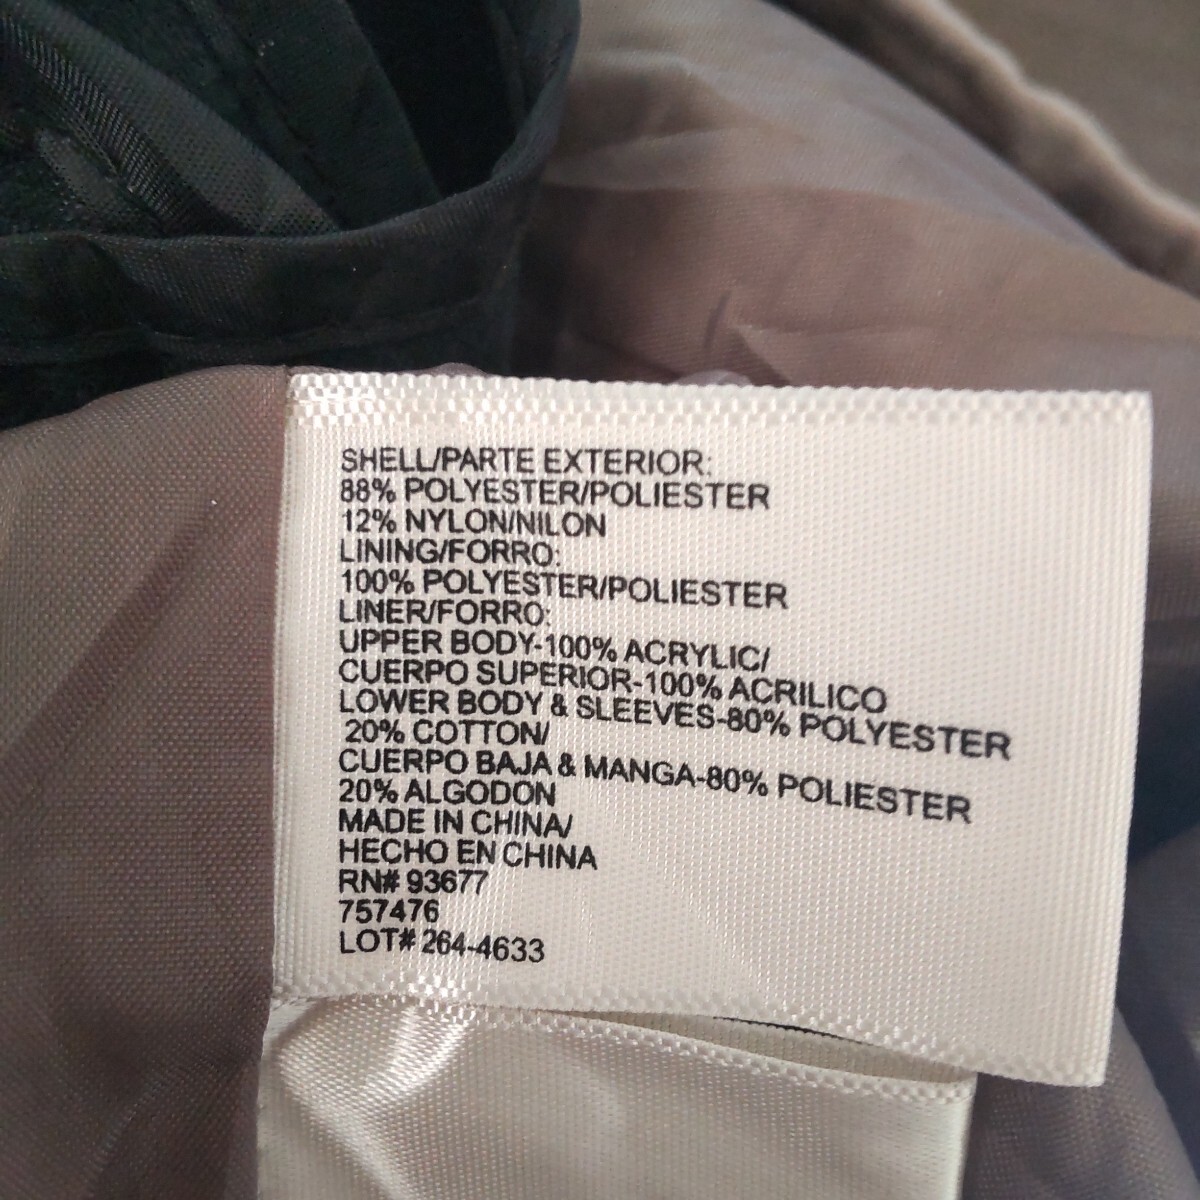 SHELL/PARTE EXTERIOR:
88% POLYESTER/POLIESTER
12% NYLON/NILON
LINING/FORRO:
100% POLYESTER/POLIESTER
LINER/FORRO:
UPPER BODY-100% ACRYLIC/
CUERPO SUPERIOR-100% ACRILICO
LOWER BODY & SLEEVES-80% POLYESTER
20% COTTON/
CUERPO BAJA & MANGA-80% POLIESTER
20% ALGODON
MADE IN CHINA/
HECHO EN CHINA
RN# 93677
757476
LOT# 264-4633